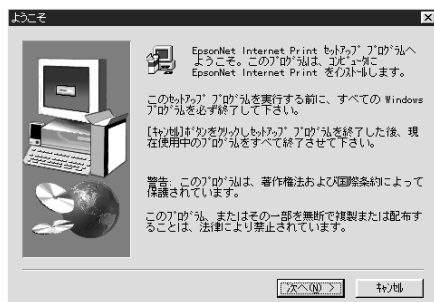 ようこそ
EpsonNet Internet Print ｾｯﾄｱｯﾌﾟ ﾌﾟﾛｸﾞﾗﾑへ
ようこそ。このﾌﾟﾛｸﾞﾗﾑは、ｺﾝﾋﾟｭｰﾀに
EpsonNet Internet Print をｲﾝｽﾄｰﾙします。
このｾｯﾄｱｯﾌﾟ ﾌﾟﾛｸﾞﾗﾑを実行する前に、すべての Windows
ﾌﾟﾛｸﾞﾗﾑを必ず終了して下さい。
[ｷｬﾝｾﾙ]ﾎﾞﾀﾝをｸﾘｯｸしｾｯﾄｱｯﾌﾟ ﾌﾟﾛｸﾞﾗﾑを終了した後、現
在使用中のﾌﾟﾛｸﾞﾗﾑをすべて終了させて下さい。
警告: このﾌﾟﾛｸﾞﾗﾑは、著作権法および国際条約によって
保護されています。
このﾌﾟﾛｸﾞﾗﾑ、またはその一部を無断で複製または配布す
ることは、法律により禁止されています。
次へ(N) >
ｷｬﾝｾﾙ